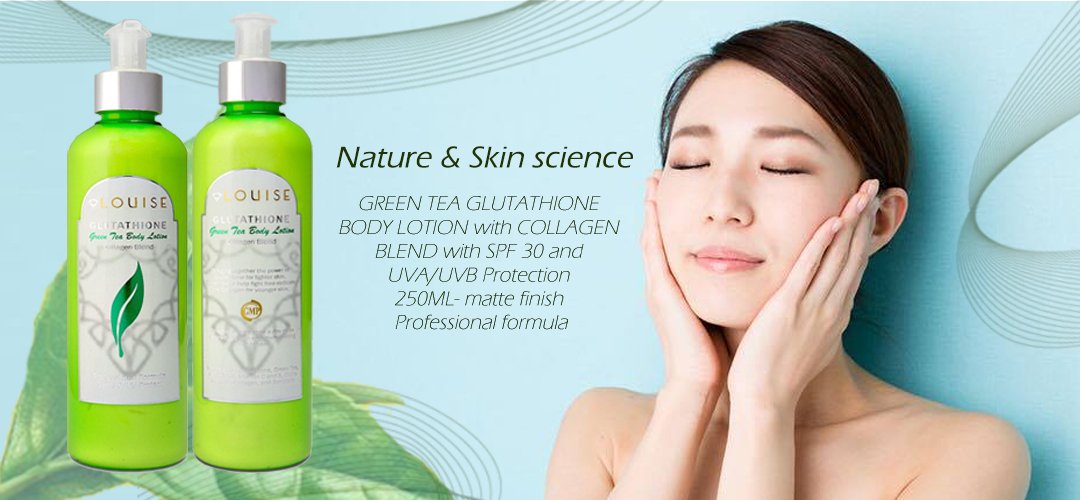 LOUISE
GLUTATHIONE
Green Tea Body Lotion
Collagen Blend
LOUISE
GLUTATHIONE
Green Tea Body Lotion
Collagen Blend
GMP
Nature & Skin science
GREEN TEA GLUTATHIONE
BODY LOTION with COLLAGEN
BLEND with SPF 30 and
UVA/UVB Protection
250ML- matte finish
Professional formula